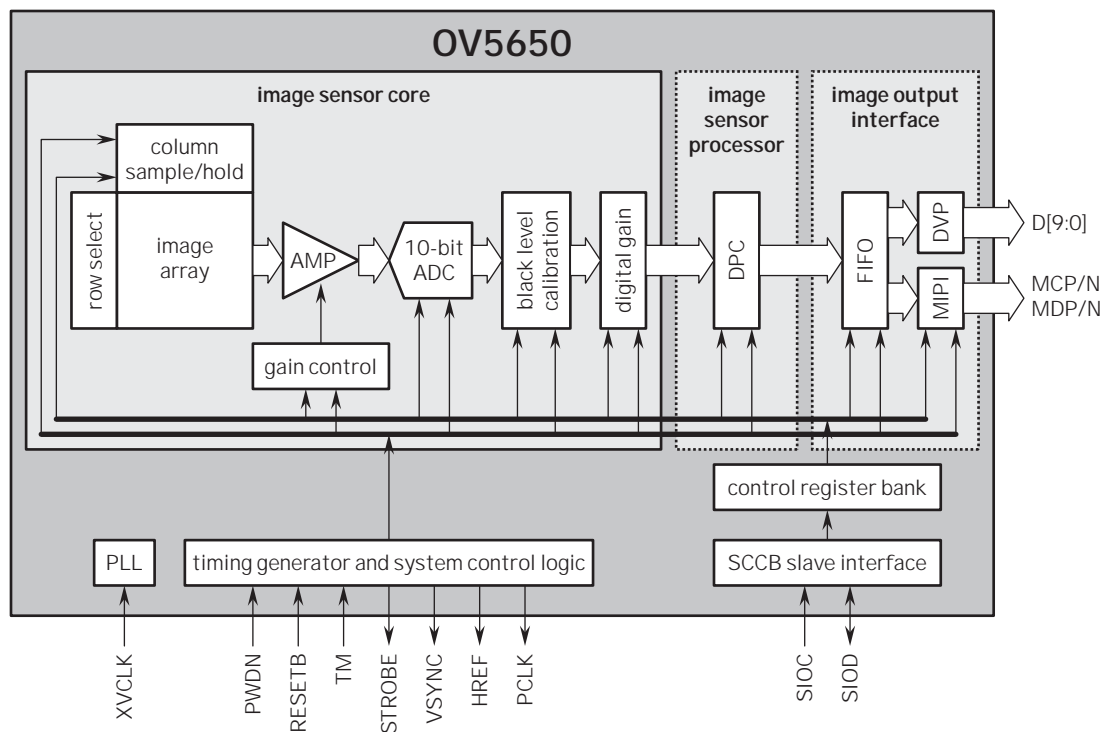 OV5650
image sensor core
image
sensor
processor
image output
interface
column
sample/hold
row select
image
array
AMP
10-bit
ADC
black level
calibration
digital gain
DPC
FIFO
DVP
MIPI
D[9:0]
MCP/N
MDP/N
gain control
control register bank
PLL
timing generator and system control logic
SCCB slave interface
XVCLK
PWDN
RESETB
TM
STROBE
VSYNC
HREF
PCLK
SIOC
SIOD